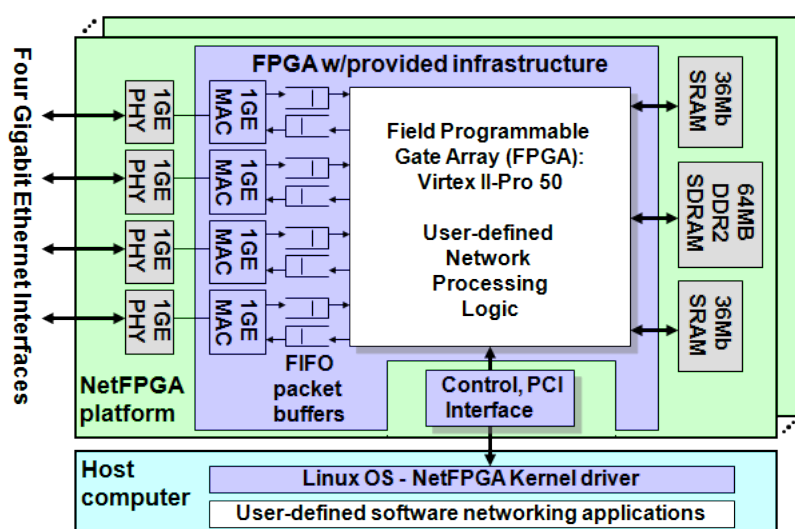 Four Gigabit Ethernet Interfaces
FPGA w/provided infrastructure
1GE
PHY
1GE
MAC
1GE
PHY
1GE
MAC
1GE
PHY
1GE
MAC
1GE
PHY
1GE
MAC
FIFO
packet
buffers
Field Programmable
Gate Array (FPGA):
Virtex II-Pro 50
User-defined
Network
Processing
Logic
36Mb
SRAM
64MB
DDR2
SDRAM
36Mb
SRAM
NetFPGA
platform
Control, PCI
Interface
Host
computer
Linux OS - NetFPGA Kernel driver
User-defined software networking applications